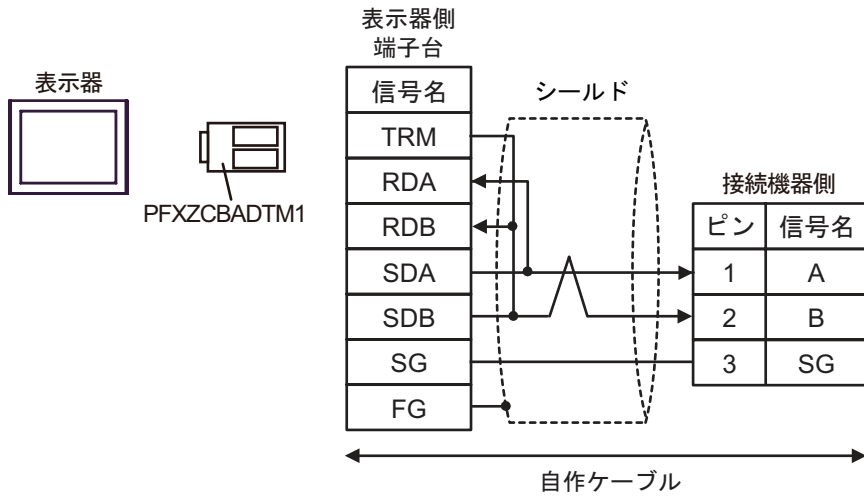 表示器
PFXZCBADTM1
表示器側
端子台
信号名
TRM
RDA
RDB
SDA
SDB
SG
FG
シールド
接続機器側
ピン 信号名
1 A
2 B
3 SG
自作ケーブル